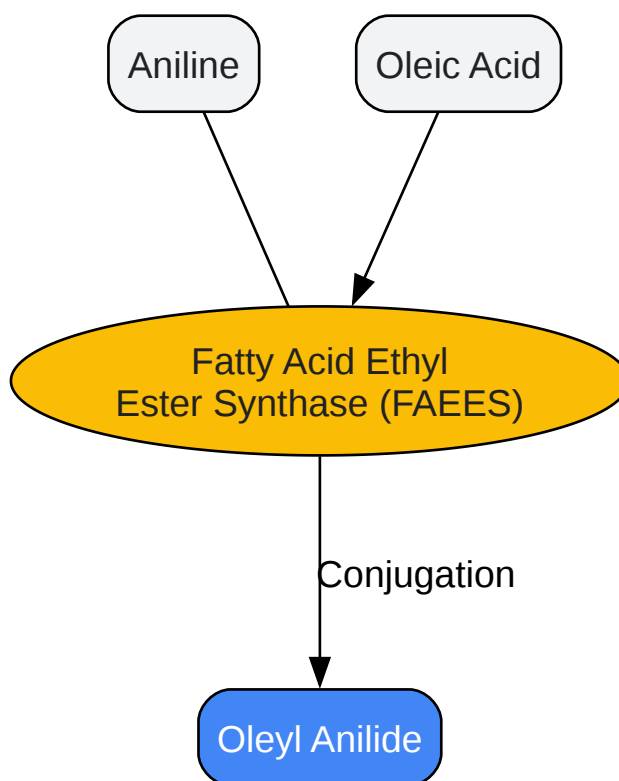 Aniline
Oleic Acid
Fatty Acid Ethyl
Ester Synthase (FAEES)
Conjugation
Oleyl Anilide